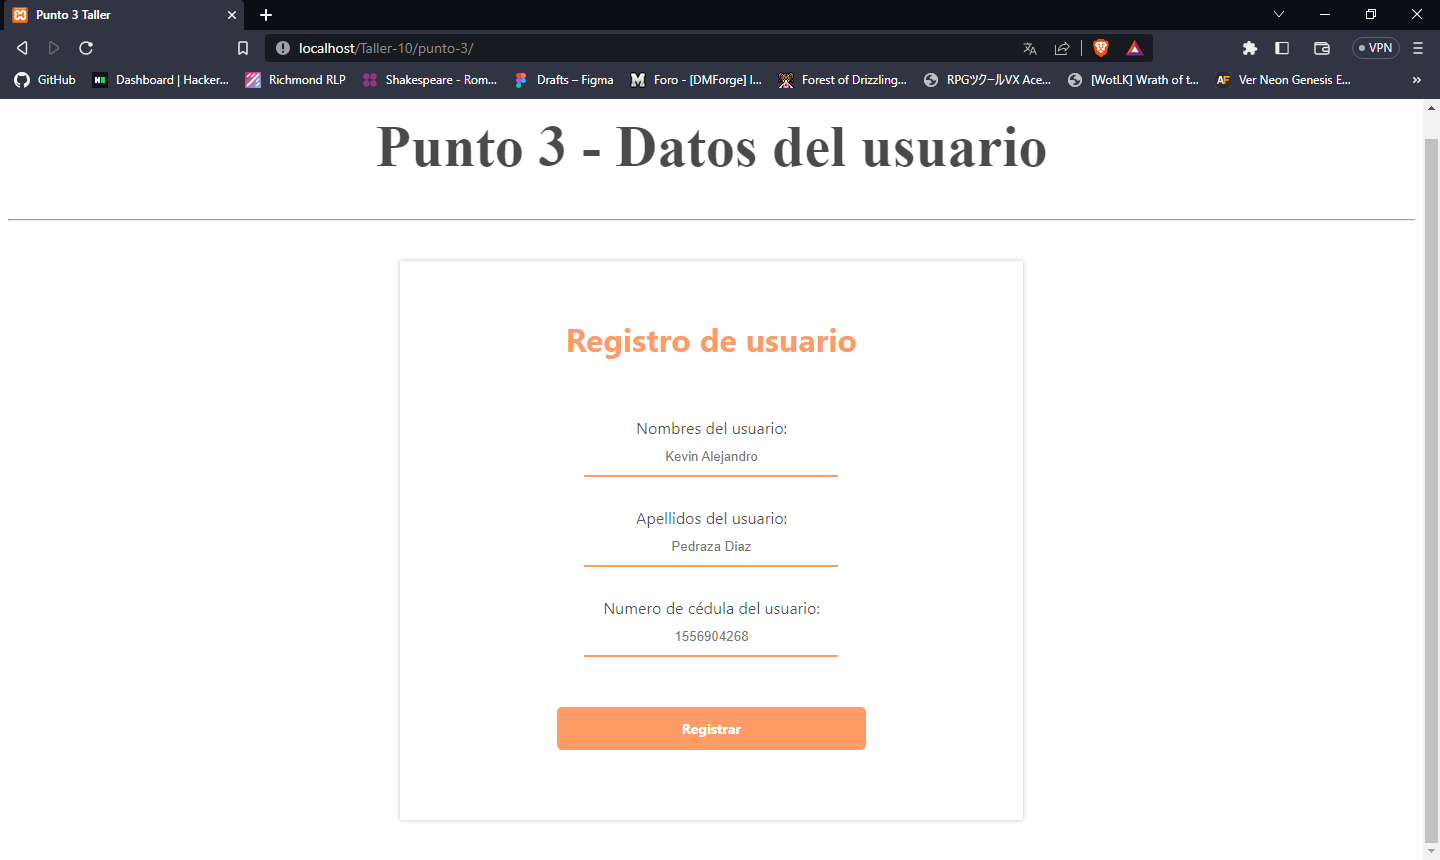 Punto 3 Taller
localhost/Taller-10/punto-3/
VPN
GitHub
Dashboard | Hacker...
Richmond RLP
Shakespeare - Rom...
Drafts – Figma
Foro - [DMForge] I...
Forest of Drizzling...
RPGツクールVX Ace...
[WotLK] Wrath of t...
Ver Neon Genesis E...
Punto 3 - Datos del usuario
Registro de usuario
Nombres del usuario:
Kevin Alejandro
Apellidos del usuario:
Pedraza Diaz
Numero de cédula del usuario:
1556904268
Registrar